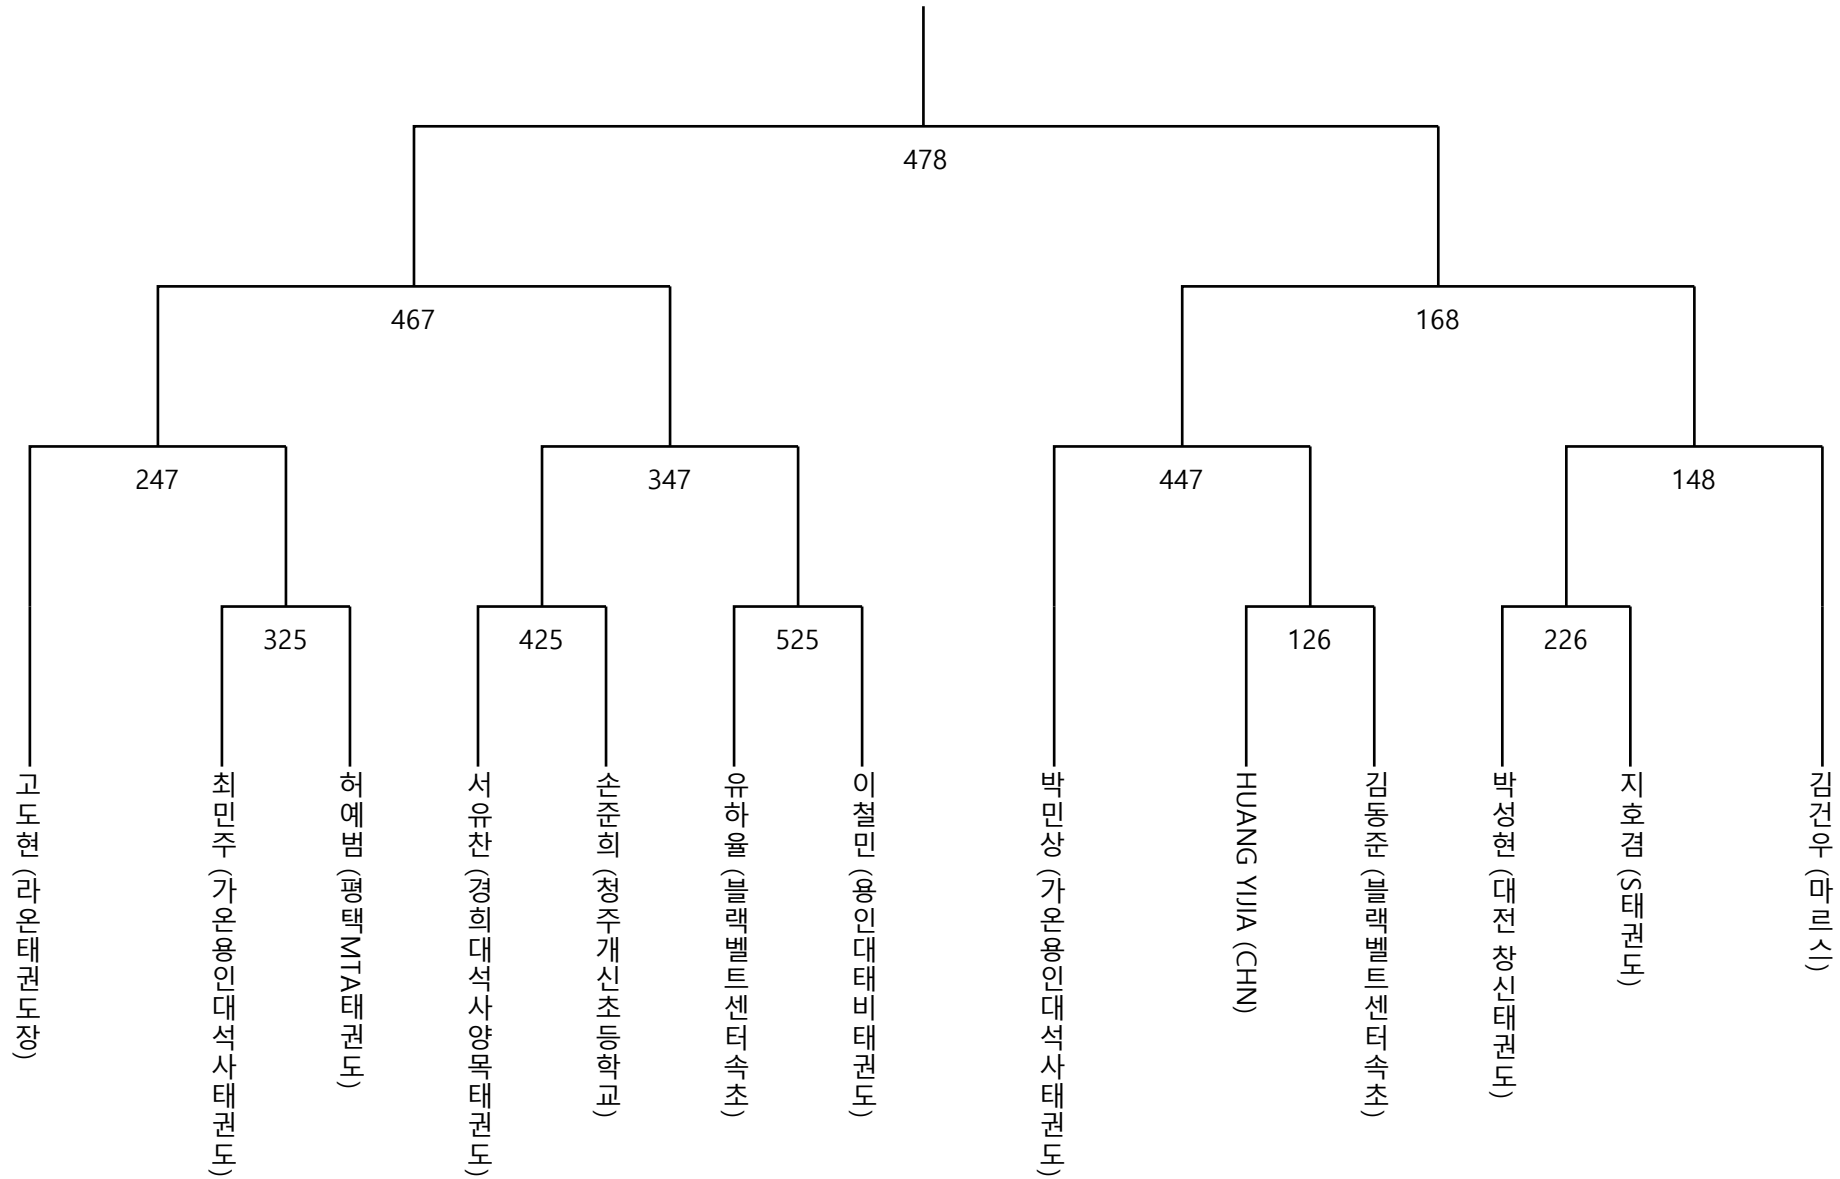 478
467
168
247
347
447
148
325
425
525
126
226
고도현 (라온태권도장)
최민주 (가온용인대석사태권도)
허예범 (평택MTA태권도)
서유찬 (경희대석사양목태권도)
손준희 (청주개신초등학교)
유하율 (블랙벨트센터속초)
이철민 (용인대태비태권도)
박민상 (가온용인대석사태권도)
HUANG YIJIA (CHN)
김동준 (블랙벨트센터속초)
박성현 (대전 창신태권도)
지호겸 (S태권도)
김건우 (마르스)